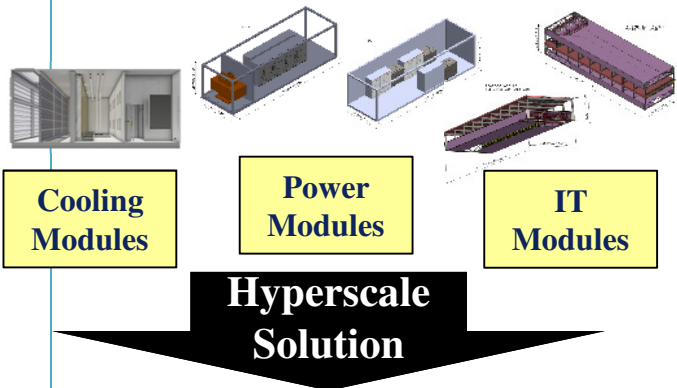 Cooling
Modules
Power
Modules
IT
Modules
Hyperscale
Solution